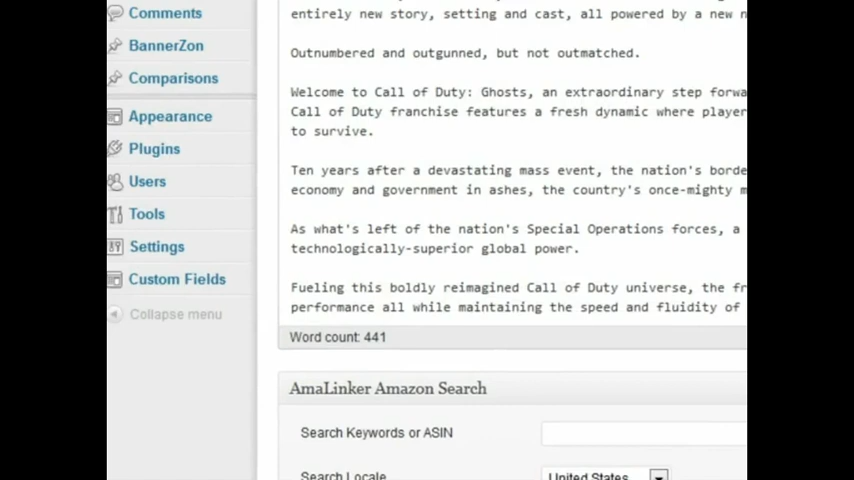 Comments
BannerZon
Comparisons
Appearance
Plugins
Users
Tools
Settings
Custom Fields
Collapse menu
entirely new story, setting and cast, all powered by a new
Outnumbered and outgunned, but not outmatched.
Welcome to Call of Duty: Ghosts, an extraordinary step
Call of Duty franchise features a fresh dynamic where
to survive.
Ten years after a devastating mass event, the nation's
economy and government in ashes, the country's once-mighty
As what's left of the nation's Special Operations forces, a
technologically-superior global power.
Fueling this boldly reimagined Call of Duty universe, the
performance all while maintaining the speed and fluidity of
Word count: 441
AmaLinker Amazon Search
Search Keywords or ASIN
Search Locale
United States